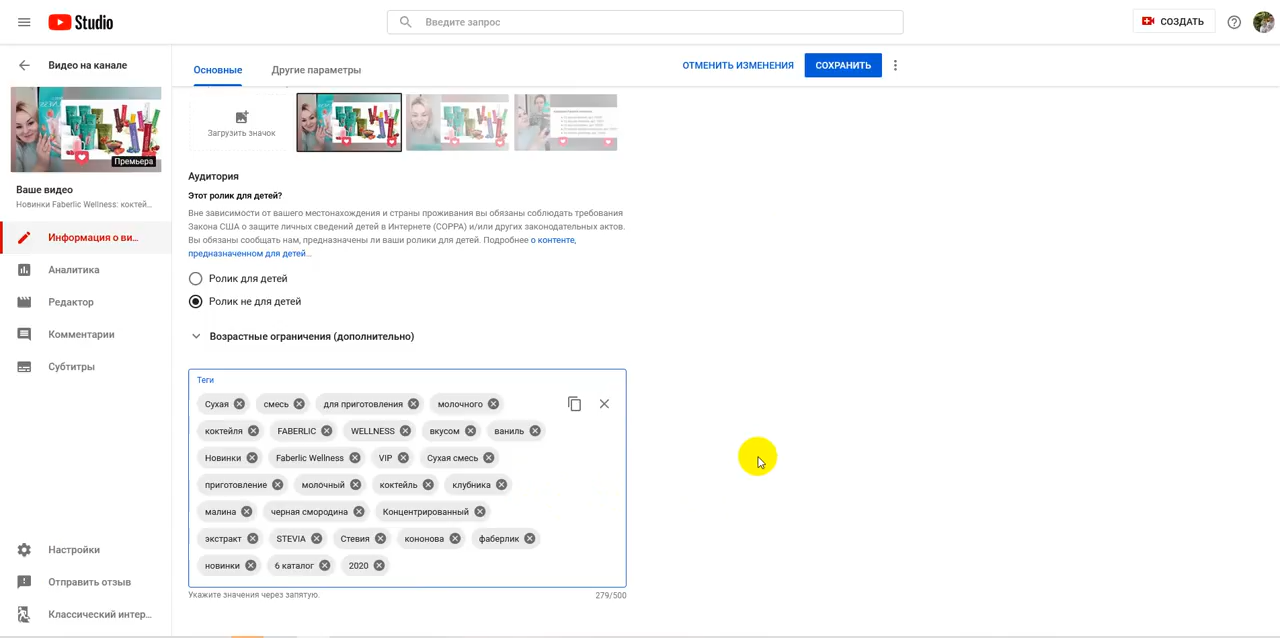 Studio
Введите запрос
СОЗДАТЬ
Видео на канале
Премьера
Ваше видео
Новинки Faberlic Wellness: коктей...
Информация о ви...
Аналитика
Редактор
Комментарии
Субтитры
Настройки
Отправить отзыв
Классический интер...
Основные
Другие параметры
ОТМЕНИТЬ ИЗМЕНЕНИЯ
СОХРАНИТЬ
Загрузить значок
Аудитория
Этот ролик для детей?
Вне зависимости от вашего местонахождения и страны проживания вы обязаны соблюдать требования
Закона США о защите личных сведений детей в Интернете (COPPA) и/или других законодательных актов.
Вы обязаны сообщать нам, предназначены ли ваши ролики для детей. Подробнее о контенте,
предназначенном для детей...
Ролик для детей
Ролик не для детей
Возрастные ограничения (дополнительно)
Теги
Сухая смесь для приготовления молочного
коктейля FABERLIC WELLNESS вкусом ваниль
Новинки Faberlic Wellness VIP Сухая смесь
приготовление молочный коктейль клубника
малина черная смородина Концентрированный
экстракт STEVIA Стевия кононова фаберлик
новинки 6 каталог 2020
Укажите значения через запятую.
279/500